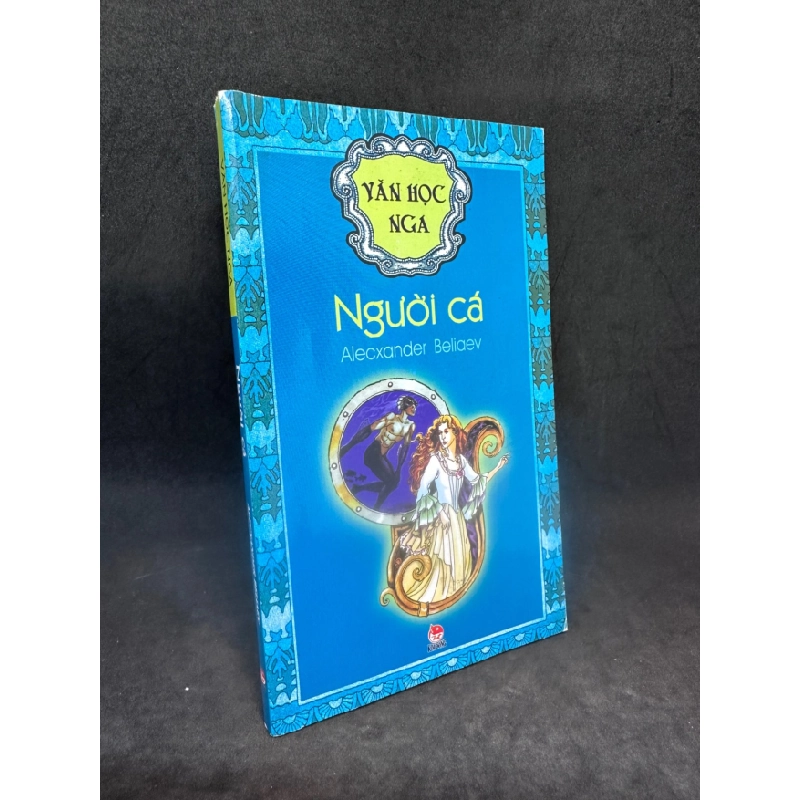 VĂN HỌC
NGA
Người cá
Alecxander Beliaev